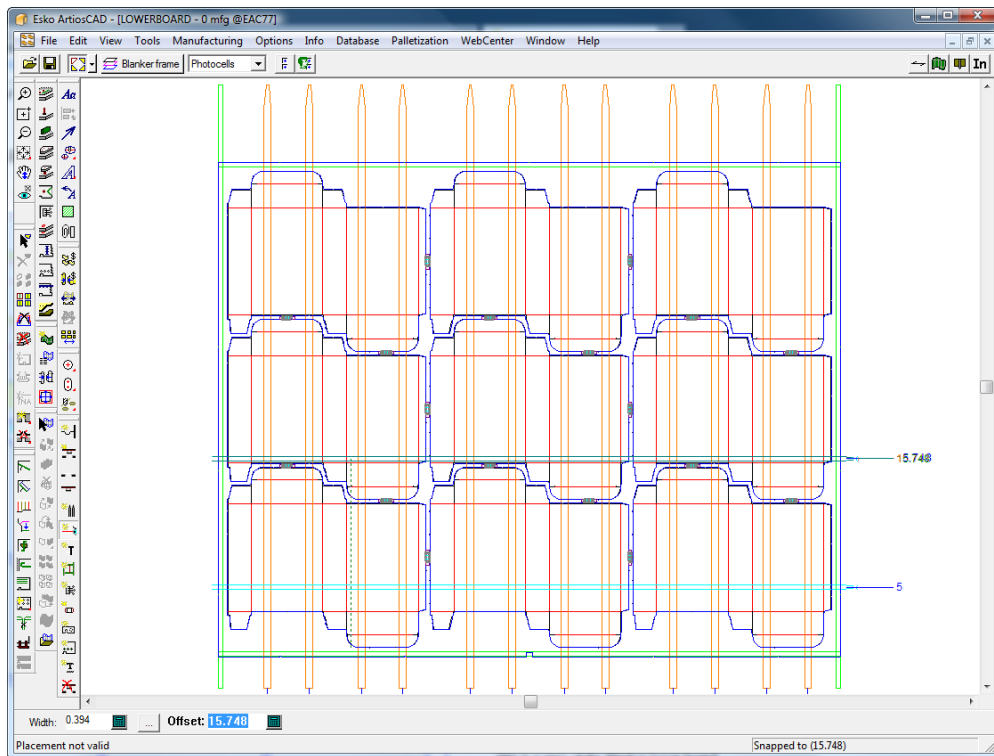 Esko ArtiosCAD - [LOWERBOARD - 0 mfg @EAC77]
File Edit View Tools Manufacturing Options Info Database Palletization WebCenter Window Help
Blanker frame Photocells In
Aa
A
15.748
5
T
NA
T
Width: 0.394 ... Offset: 15.748
Placement not valid Snapped to (15.748)